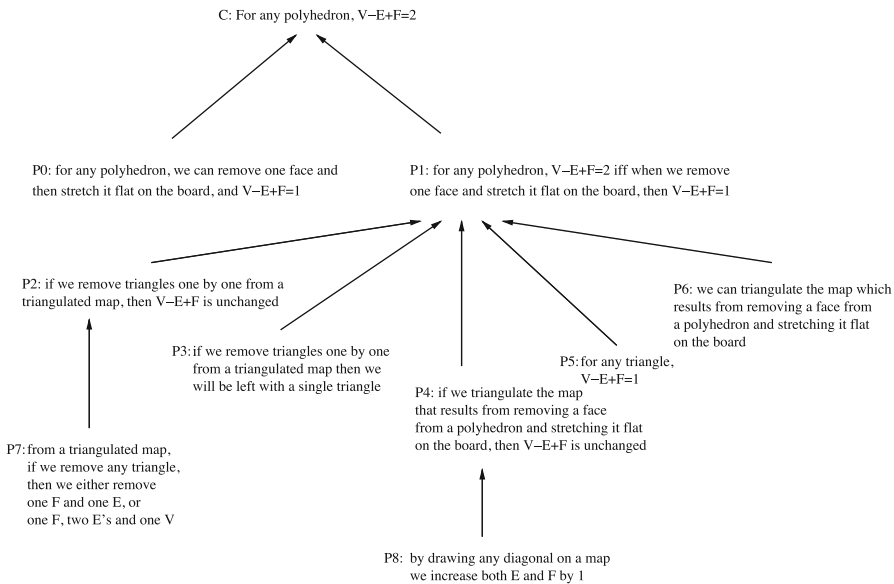 C: For any polyhedron, V−E+F=2
P0: for any polyhedron, we can remove one face and
then stretch it flat on the board, and V−E+F=1
P1: for any polyhedron, V−E+F=2 iff when we remove
one face and stretch it flat on the board, then V−E+F=1
P2: if we remove triangles one by one from a
triangulated map, then V−E+F is unchanged
P6: we can triangulate the map which
results from removing a face from
a polyhedron and stretching it flat
on the board
P3: if we remove triangles one by one
from a triangulated map then we
will be left with a single triangle
P5: for any triangle,
V−E+F=1
P4: if we triangulate the map
that results from removing a face
from a polyhedron and stretching it flat
on the board, then V−E+F is unchanged
P7: from a triangulated map,
if we remove any triangle,
then we either remove
one F and one E, or
one F, two E's and one V
P8: by drawing any diagonal on a map
we increase both E and F by 1